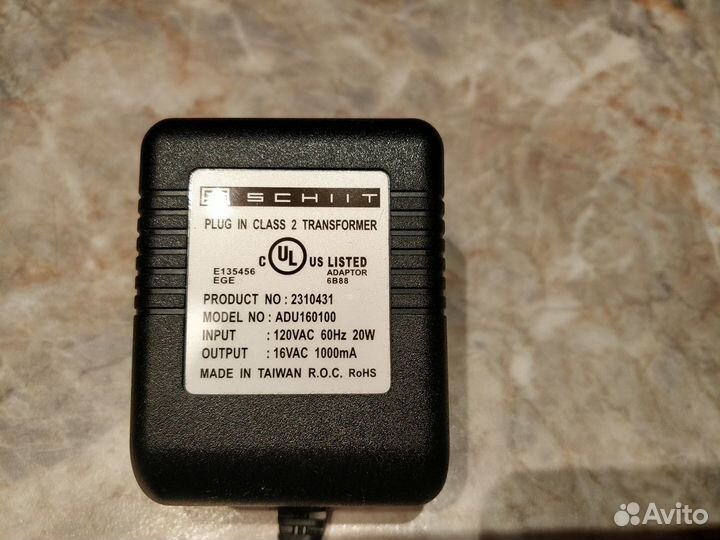 SCHIIT
PLUG IN CLASS 2 TRANSFORMER
C UL US LISTED
E135456 ADAPTOR
EGE 6B88
PRODUCT NO : 2310431
MODEL NO : ADU160100
INPUT : 120VAC 60Hz 20W
OUTPUT : 16VAC 1000mA
MADE IN TAIWAN R.O.C. RoHS
Avito